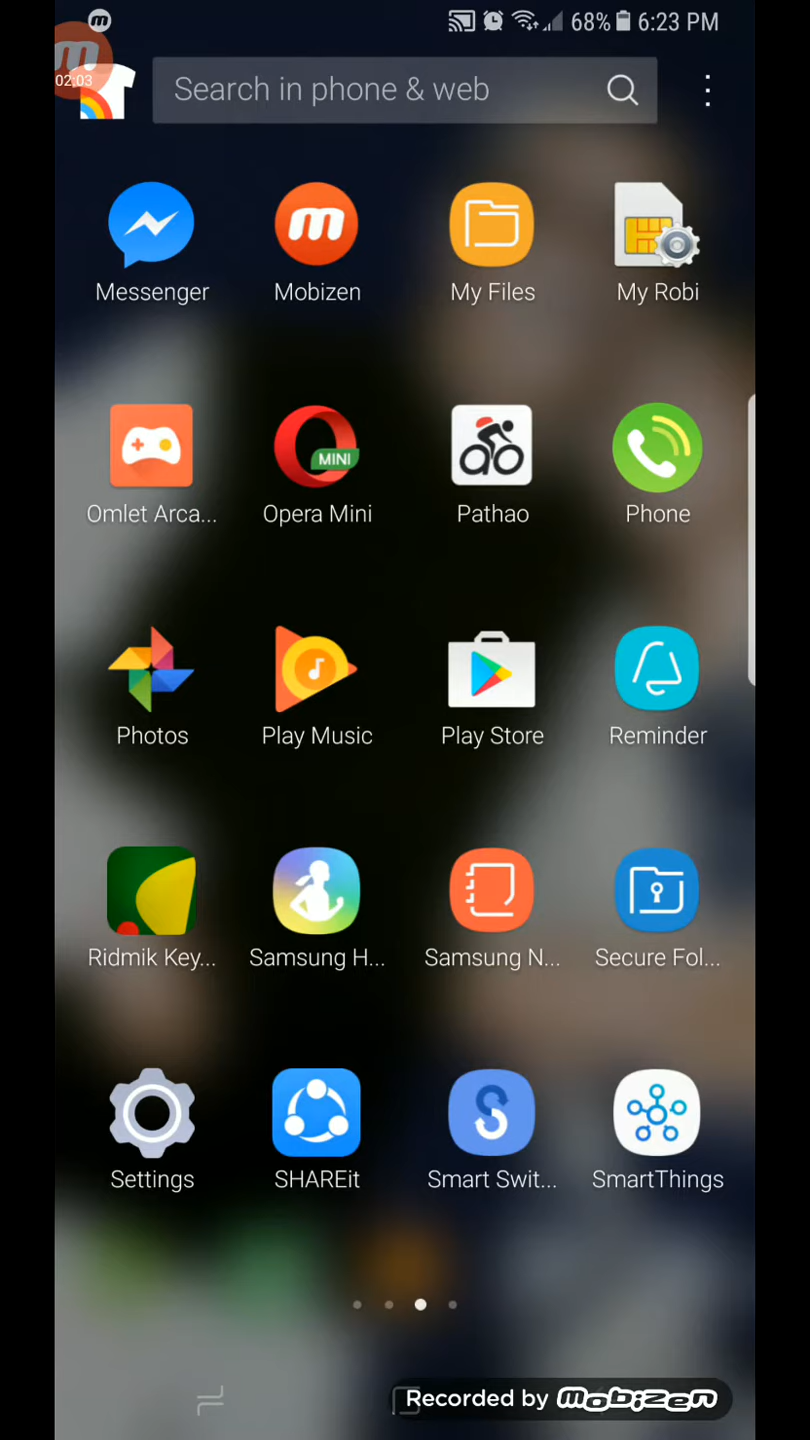 68% 6:23 PM
02:03
Search in phone & web
Messenger Mobizen My Files My Robi
MINI
Omlet Arca... Opera Mini Pathao Phone
Photos Play Music Play Store Reminder
Ridmik Key... Samsung H... Samsung N... Secure Fol...
Settings SHAREit Smart Swit... SmartThings
Recorded by mobizen